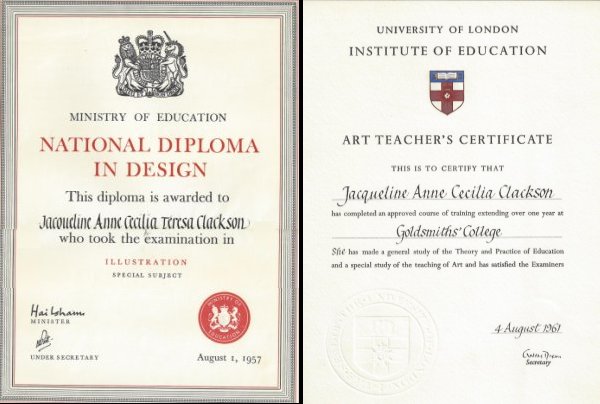 MINISTRY OF EDUCATION
NATIONAL DIPLOMA
IN DESIGN
This diploma is awarded to
Jacqueline Anne Cecilia Teresa Clackson
who took the examination in
ILLUSTRATION
SPECIAL SUBJECT
Hailsham
MINISTER
UNDER SECRETARY
MINISTRY OF
EDUCATION
August 1, 1957
UNIVERSITY OF LONDON
INSTITUTE OF EDUCATION
ART TEACHER'S CERTIFICATE
THIS IS TO CERTIFY THAT
Jacqueline Anne Cecilia Clackson
has completed an approved course of training extending over one year at
Goldsmiths' College
She has made a general study of the Theory and Practice of Education
and a special study of the teaching of Art and has satisfied the Examiners
4 August 1961
Secretary